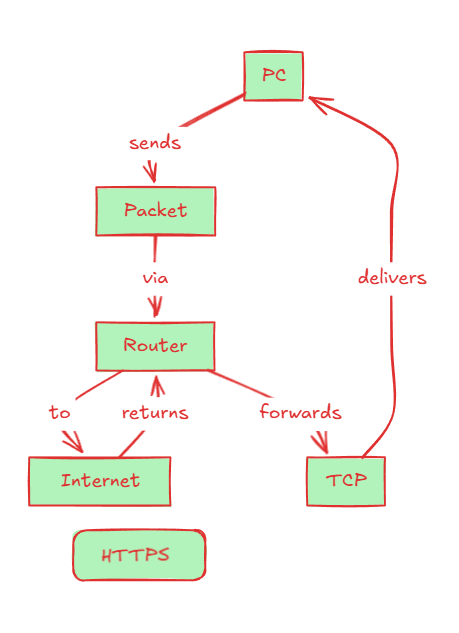 PC
sends
Packet
via
delivers
Router
to
returns
forwards
Internet
TCP
HTTPS